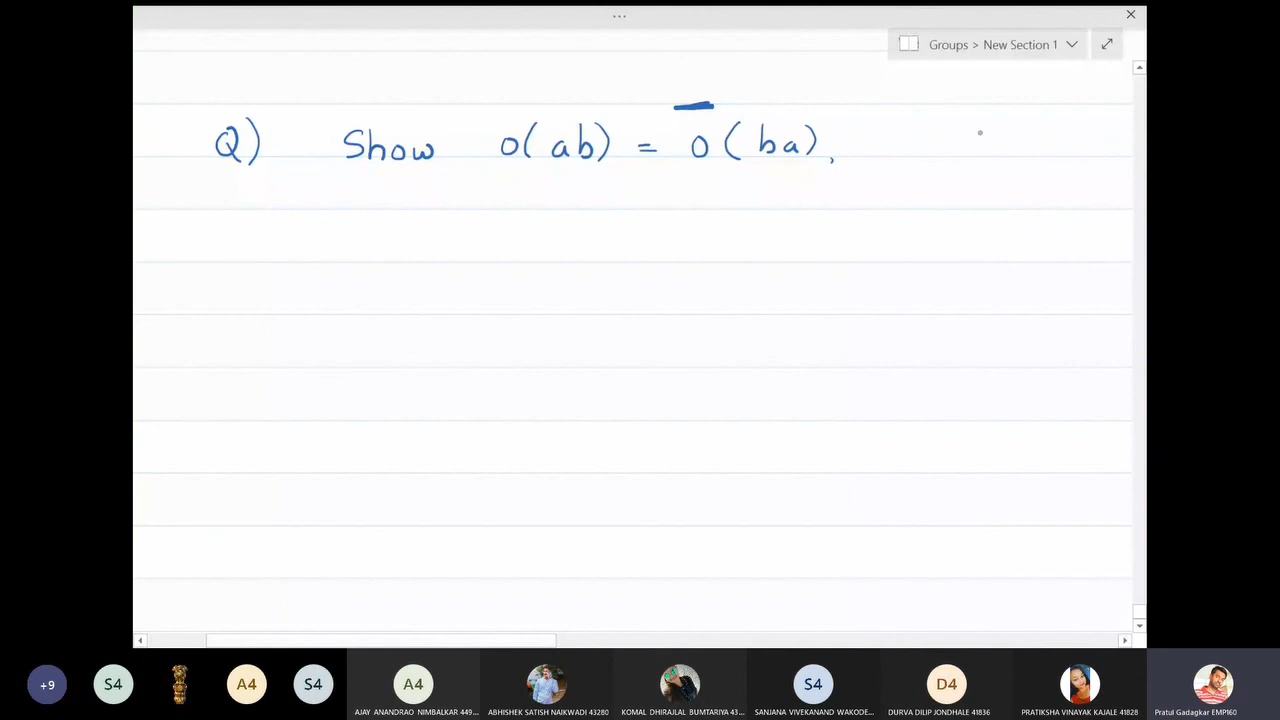 Groups > New Section 1
Q) Show o(ab) = o(ba),
+9
S4
A4
S4
A4
S4
D4
AJAY ANANDRAO NIMBALKAR 449...
ABHISHEK SATISH NAIKWADI 43280
KOMAL DHIRAJLAL BUMTARIYA 43...
SANJANA VIVEKANAND WAKODE...
DURVA DILIP JONDHALE 41836
PRATIKSHA VINAYAK KAJALE 41828
Pratul Gadagkar EMP160